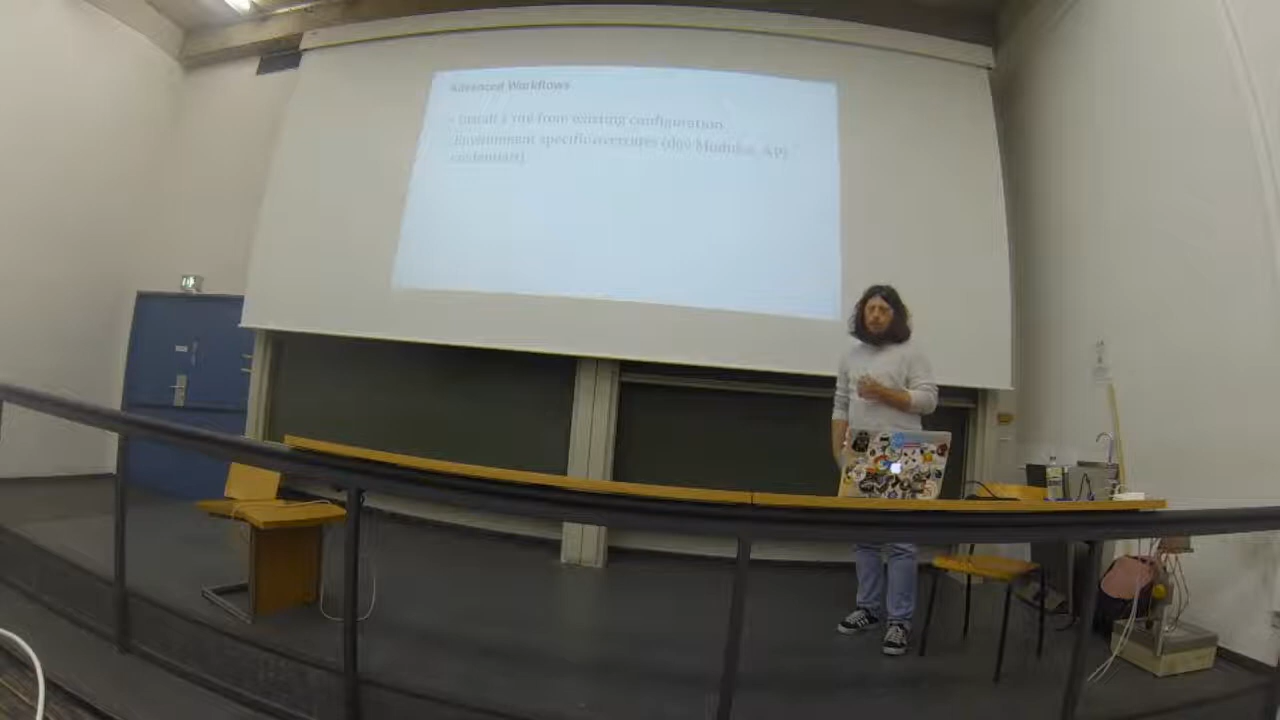 Advanced Workflows
- Install a site from existing configuration
- Environment specific overrides (dev Modules, API
credentials)